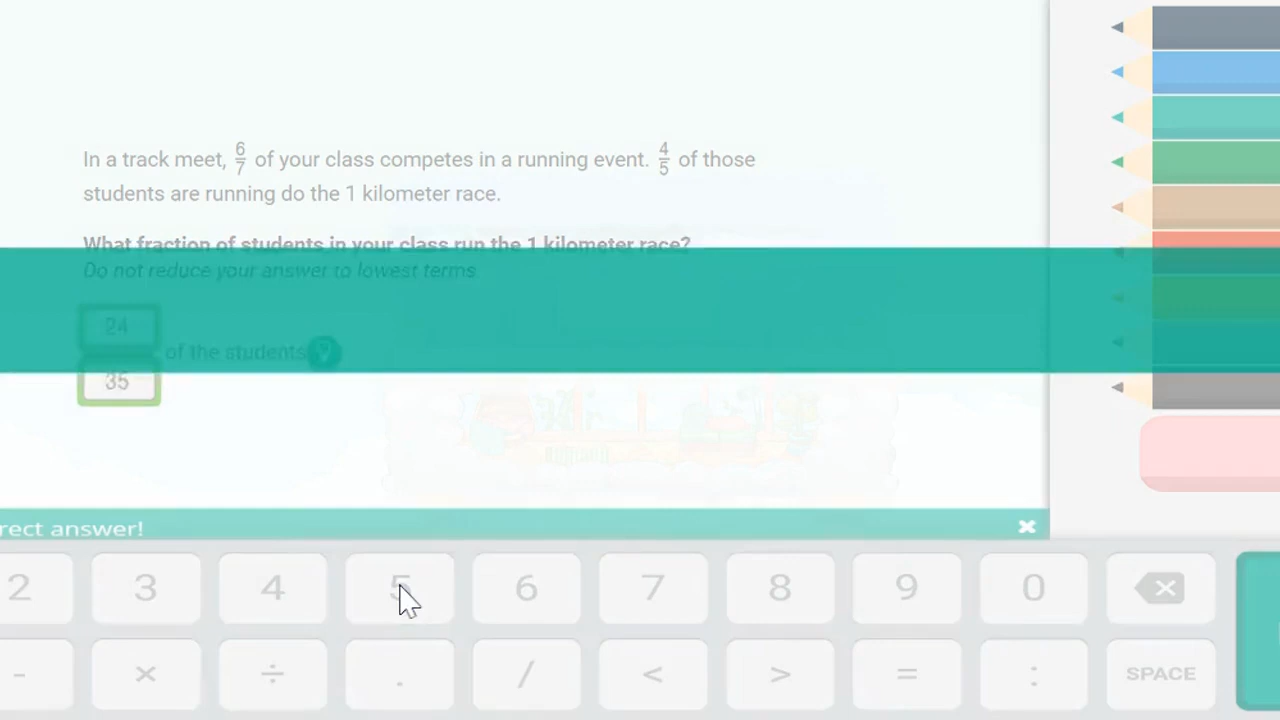 In a track meet, 6/7 of your class competes in a running event. 4/5 of those
students are running do the 1 kilometer race.
What fraction of students in your class run the 1 kilometer race?
Do not reduce your answer to lowest terms.
24
of the students
35
rect answer!
2 3 4 5 6 7 8 9 0
- × ÷ . / < > = : SPACE